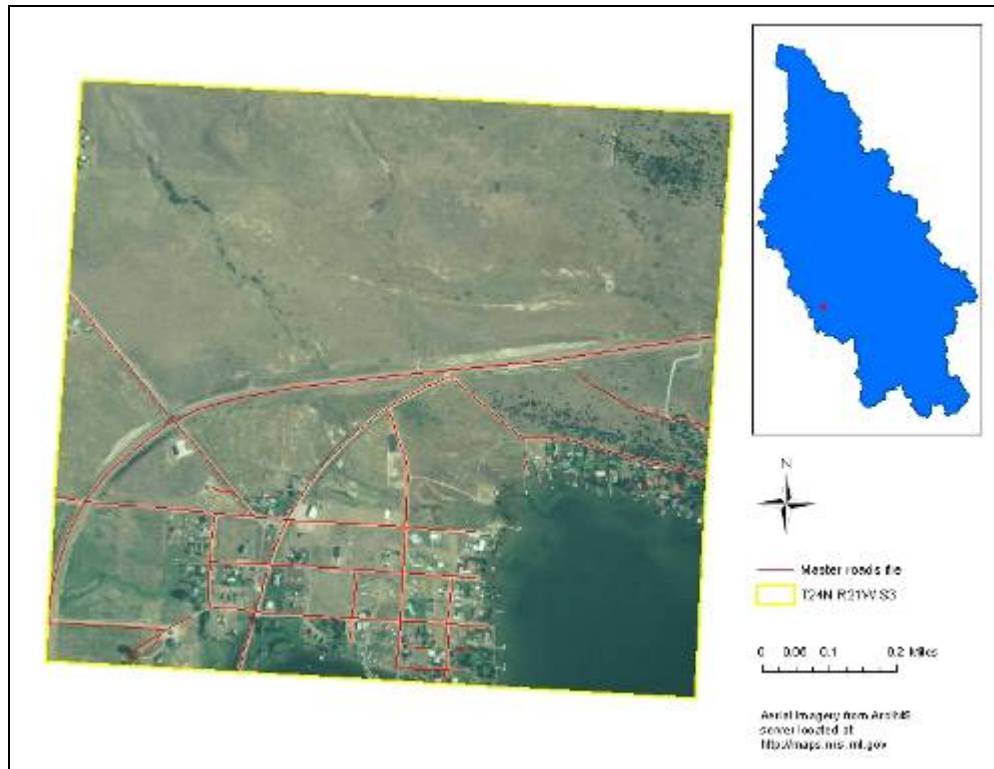 N
Master roads file
T24N R21W S3
0 0.05 0.1 0.2 Miles
Aerial Imagery from ArcIMS
server located at
http://maps.nris.mt.gov